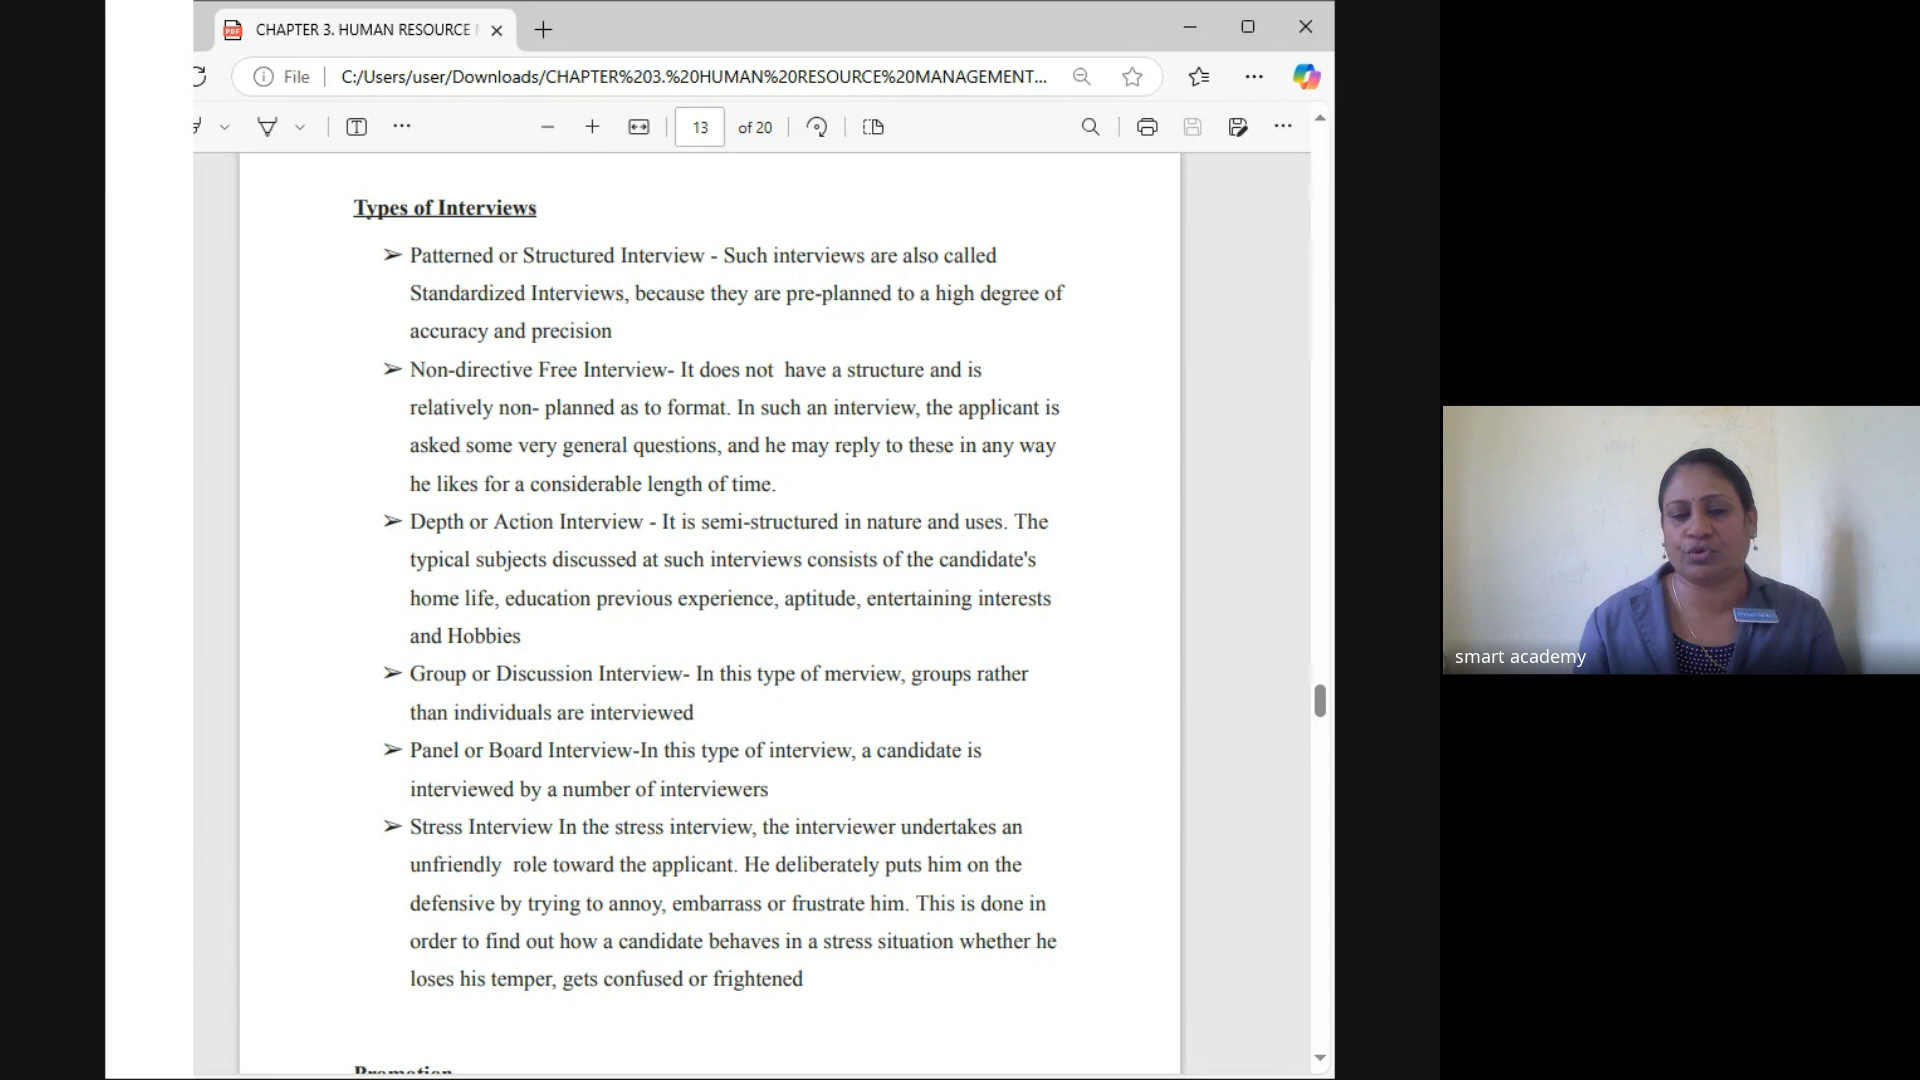 CHAPTER 3. HUMAN RESOURCE
File
C:/Users/user/Downloads/CHAPTER%203.%20HUMAN%20RESOURCE%20MANAGEMENT...
13 of 20
Types of Interviews
➢ Patterned or Structured Interview - Such interviews are also called
Standardized Interviews, because they are pre-planned to a high degree of
accuracy and precision
➢ Non-directive Free Interview- It does not  have a structure and is
relatively non- planned as to format. In such an interview, the applicant is
asked some very general questions, and he may reply to these in any way
he likes for a considerable length of time.
➢ Depth or Action Interview - It is semi-structured in nature and uses. The
typical subjects discussed at such interviews consists of the candidate's
home life, education previous experience, aptitude, entertaining interests
and Hobbies
➢ Group or Discussion Interview- In this type of merview, groups rather
than individuals are interviewed
➢ Panel or Board Interview-In this type of interview, a candidate is
interviewed by a number of interviewers
➢ Stress Interview In the stress interview, the interviewer undertakes an
unfriendly  role toward the applicant. He deliberately puts him on the
defensive by trying to annoy, embarrass or frustrate him. This is done in
order to find out how a candidate behaves in a stress situation whether he
loses his temper, gets confused or frightened
Promotion
smart academy